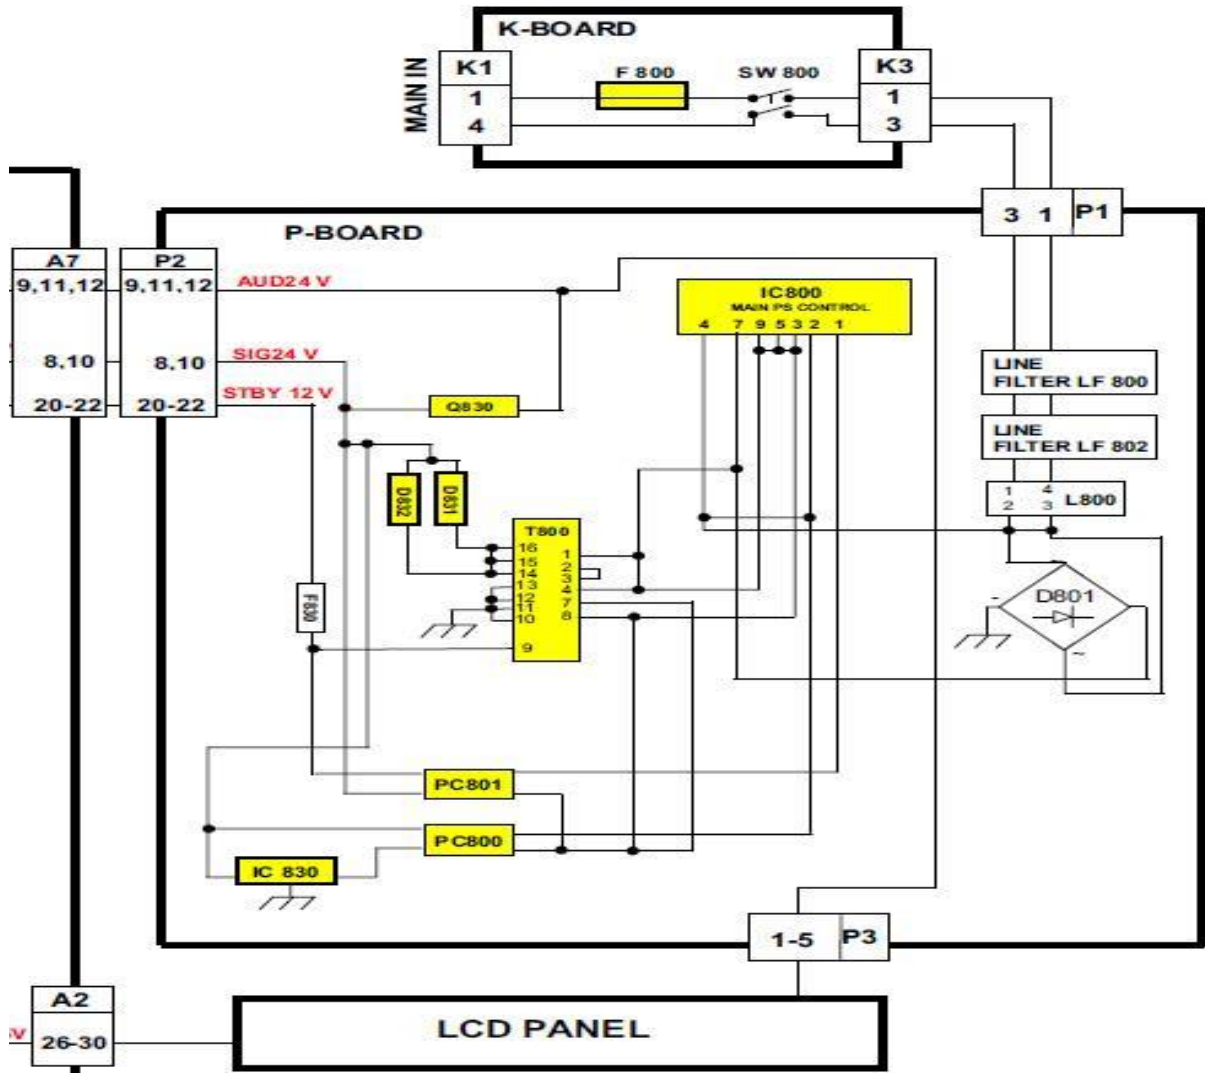 K-BOARD
MAIN IN
K1
1
4
F 800
SW 800
K3
1
3
3 1 P1
P-BOARD
A7
9,11,12
8,10
20-22
P2
9,11,12
8,10
20-22
AUD24 V
SIG24 V
STBY 12 V
IC800
MAIN PS CONTROL
4 7 9 5 3 2 1
LINE
FILTER LF 800
LINE
FILTER LF 802
1 4
2 3
L800
Q830
D832
D831
T800
16
15
14
13
12
11
10
9
1
2
3
4
7
8
F830
D801
-
~
PC801
PC800
IC 830
1-5 P3
A2
26-30
V
LCD PANEL